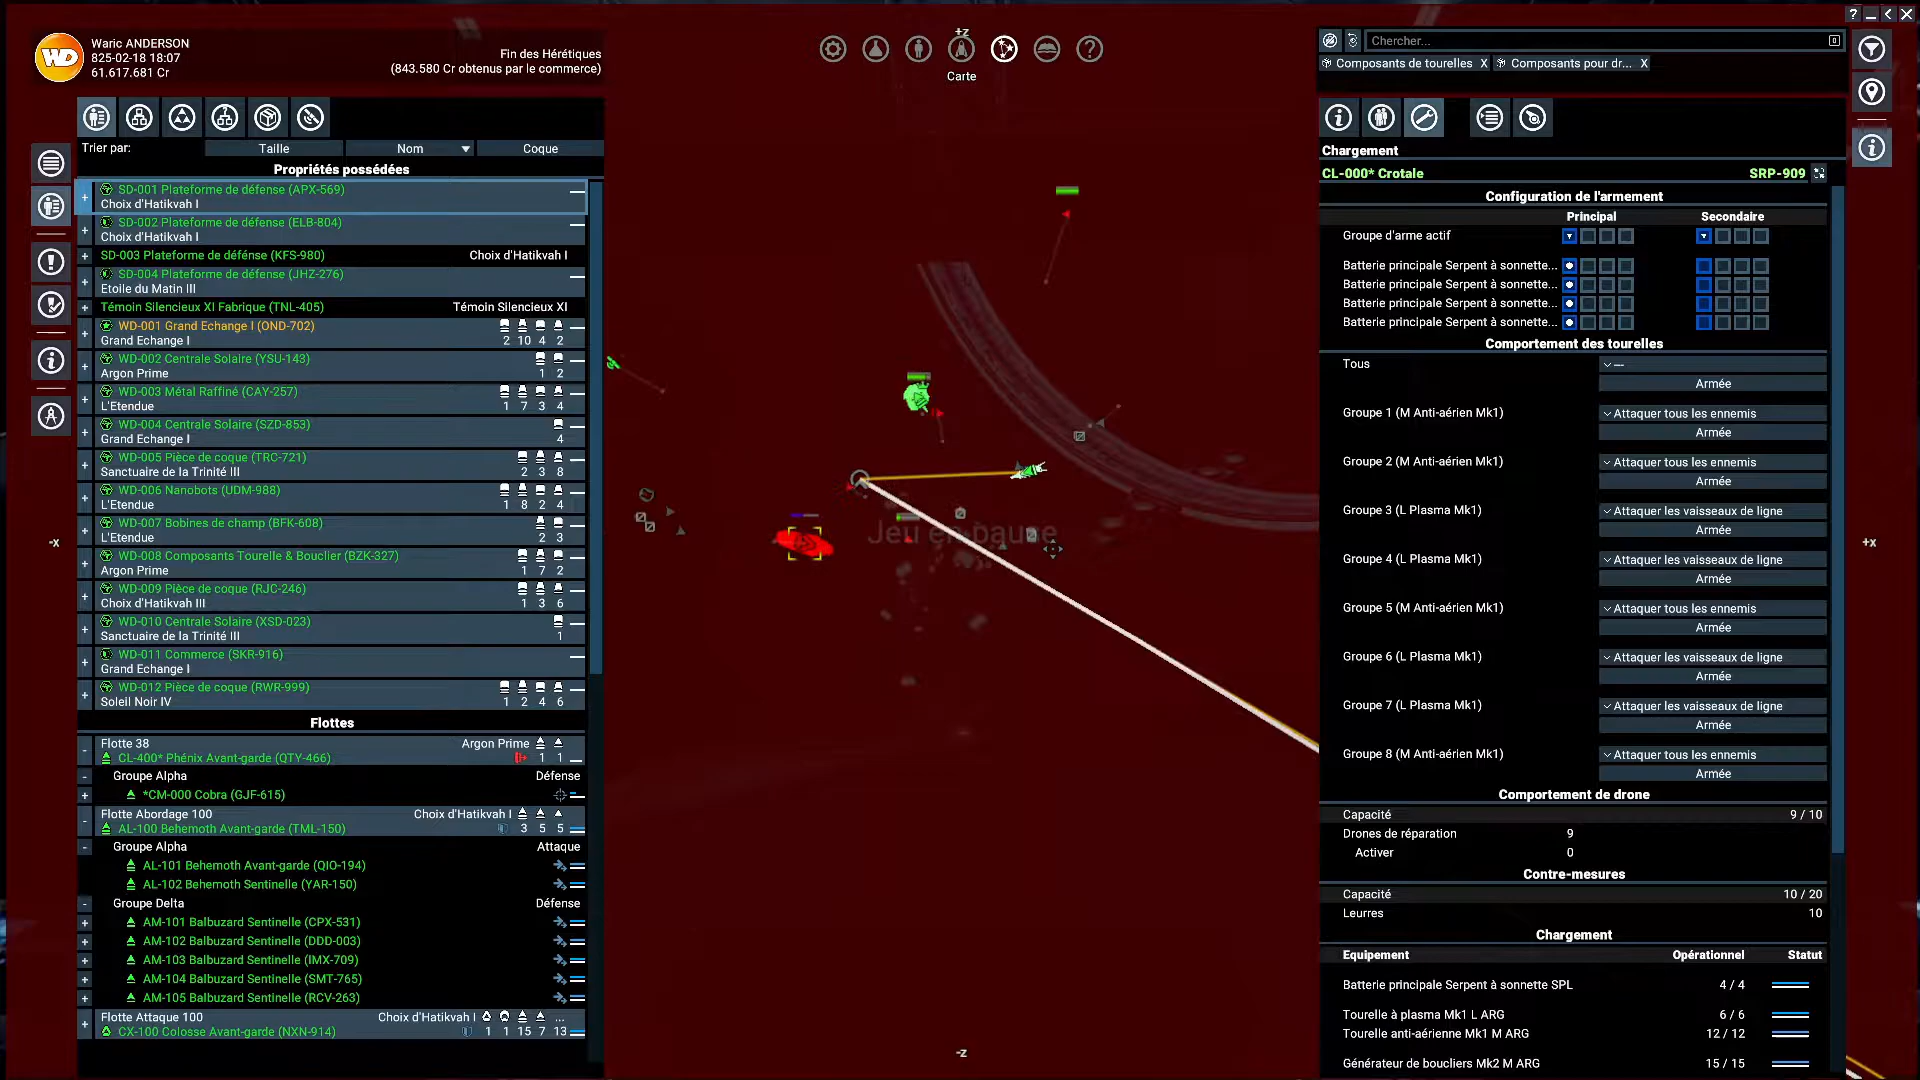 WD
Waric ANDERSON
825-02-18 18:07
61.617.681 Cr
Fin des Hérétiques
(843.580 Cr obtenus par le commerce)
+z
Carte
? _ < X
Chercher...
Composants de tourelles X
Composants pour dr... X
Trier par: Taille Nom Coque
Propriétés possédées
SD-001 Plateforme de défense (APX-569)
Choix d'Hatikvah I
SD-002 Plateforme de défense (ELB-804)
Choix d'Hatikvah I
SD-003 Plateforme de défense (KFS-980) Choix d'Hatikvah I
SD-004 Plateforme de défense (JHZ-276)
Etoile du Matin III
Témoin Silencieux XI Fabrique (TNL-405) Témoin Silencieux XI
WD-001 Grand Echange I (OND-702)
Grand Echange I 2 10 4 2
WD-002 Centrale Solaire (YSU-143)
Argon Prime 1 2
WD-003 Métal Raffiné (CAY-257)
L'Etendue 1 7 3 4
WD-004 Centrale Solaire (SZD-853)
Grand Echange I 4
WD-005 Pièce de coque (TRC-721)
Sanctuaire de la Trinité III 2 3 8
WD-006 Nanobots (UDM-988)
L'Etendue 1 8 2 4
WD-007 Bobines de champ (BFK-608)
L'Etendue 2 3
WD-008 Composants Tourelle & Bouclier (BZK-327)
Argon Prime 1 7 2
WD-009 Pièce de coque (RJC-246)
Choix d'Hatikvah III 1 3 6
WD-010 Centrale Solaire (XSD-023)
Sanctuaire de la Trinité III 1
WD-011 Commerce (SKR-916)
Grand Echange I
WD-012 Pièce de coque (RWR-999)
Soleil Noir IV 1 2 4 6
Flottes
Flotte 38 Argon Prime
CL-400* Phénix Avant-garde (QTY-466) 1 1
Groupe Alpha Défense
*CM-000 Cobra (GJF-615)
Flotte Abordage 100 Choix d'Hatikvah I
AL-100 Behemoth Avant-garde (TML-150) 3 5 5
Groupe Alpha Attaque
AL-101 Behemoth Avant-garde (QIO-194)
AL-102 Behemoth Sentinelle (YAR-150)
Groupe Delta Défense
AM-101 Balbuzard Sentinelle (CPX-531)
AM-102 Balbuzard Sentinelle (DDD-003)
AM-103 Balbuzard Sentinelle (IMX-709)
AM-104 Balbuzard Sentinelle (SMT-765)
AM-105 Balbuzard Sentinelle (RCV-263)
Flotte Attaque 100 Choix d'Hatikvah I ...
CX-100 Colosse Avant-garde (NXN-914) 1 1 15 7 13
-x
Jeu en pause
+x
-z
Chargement
CL-000* Crotale SRP-909
Configuration de l'armement
Principal Secondaire
Groupe d'arme actif
Batterie principale Serpent à sonnette...
Batterie principale Serpent à sonnette...
Batterie principale Serpent à sonnette...
Batterie principale Serpent à sonnette...
Comportement des tourelles
Tous ---
Armée
Groupe 1 (M Anti-aérien Mk1) Attaquer tous les ennemis
Armée
Groupe 2 (M Anti-aérien Mk1) Attaquer tous les ennemis
Armée
Groupe 3 (L Plasma Mk1) Attaquer les vaisseaux de ligne
Armée
Groupe 4 (L Plasma Mk1) Attaquer les vaisseaux de ligne
Armée
Groupe 5 (M Anti-aérien Mk1) Attaquer tous les ennemis
Armée
Groupe 6 (L Plasma Mk1) Attaquer les vaisseaux de ligne
Armée
Groupe 7 (L Plasma Mk1) Attaquer les vaisseaux de ligne
Armée
Groupe 8 (M Anti-aérien Mk1) Attaquer tous les ennemis
Armée
Comportement de drone
Capacité 9 / 10
Drones de réparation 9
Activer 0
Contre-mesures
Capacité 10 / 20
Leurres 10
Chargement
Equipement Opérationnel Statut
Batterie principale Serpent à sonnette SPL 4 / 4
Tourelle à plasma Mk1 L ARG 6 / 6
Tourelle anti-aérienne Mk1 M ARG 12 / 12
Générateur de boucliers Mk2 M ARG 15 / 15